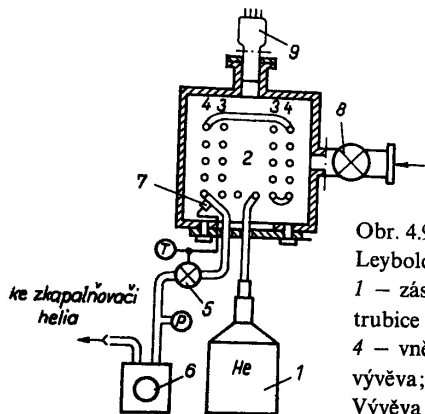 9
4 3
3 4
8
2
7
T
5
ke zkapalňovači
helia
P
6
He
1
Obr. 4.9
Leybold
1 — zás
trubice
4 — vně
vývěva;
Vývěva